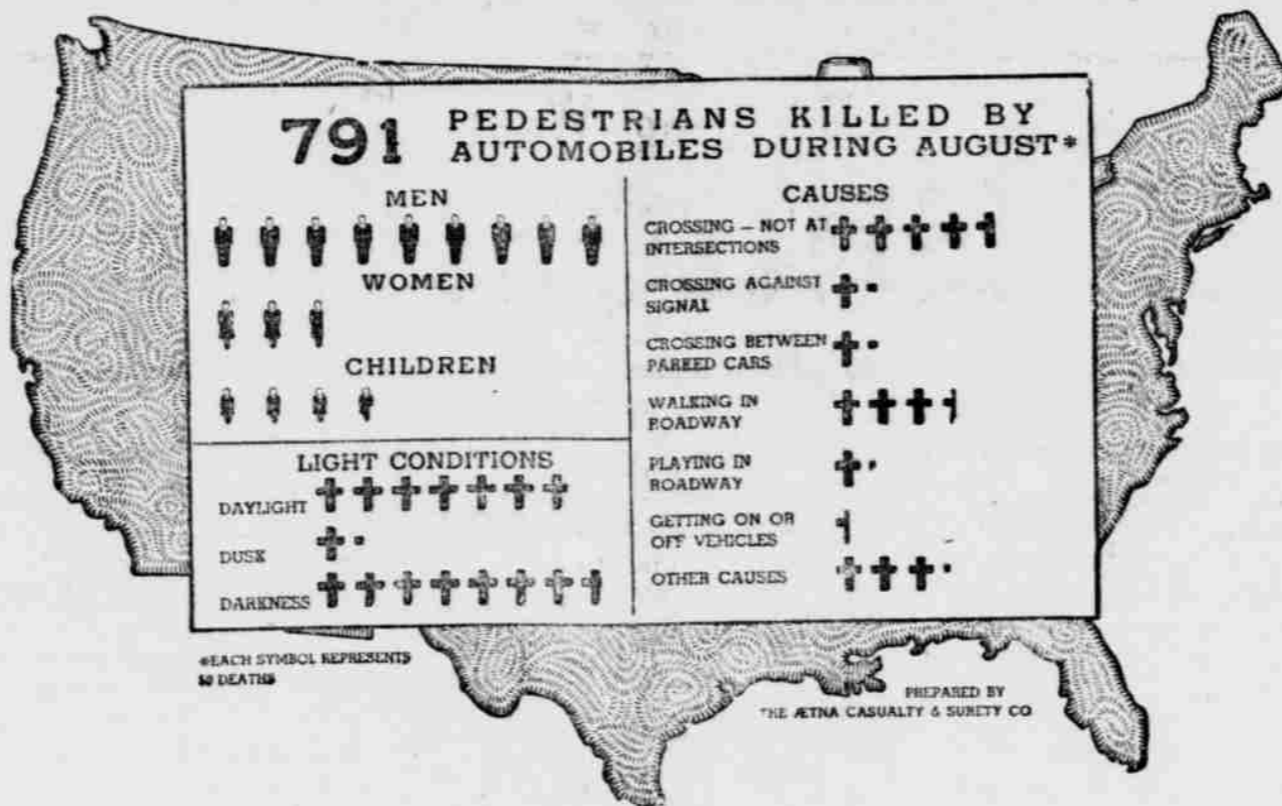 791 PEDESTRIANS KILLED BY
AUTOMOBILES DURING AUGUST*
MEN
WOMEN
CHILDREN
LIGHT CONDITIONS
DAYLIGHT
DUSK
DARKNESS
CAUSES
CROSSING – NOT AT
INTERSECTIONS
CROSSING AGAINST
SIGNAL
CROSSING BETWEEN
PARKED CARS
WALKING IN
ROADWAY
PLAYING IN
ROADWAY
GETTING ON OR
OFF VEHICLES
OTHER CAUSES
*EACH SYMBOL REPRESENTS
50 DEATHS
PREPARED BY
THE ÆTNA CASUALTY & SURETY CO